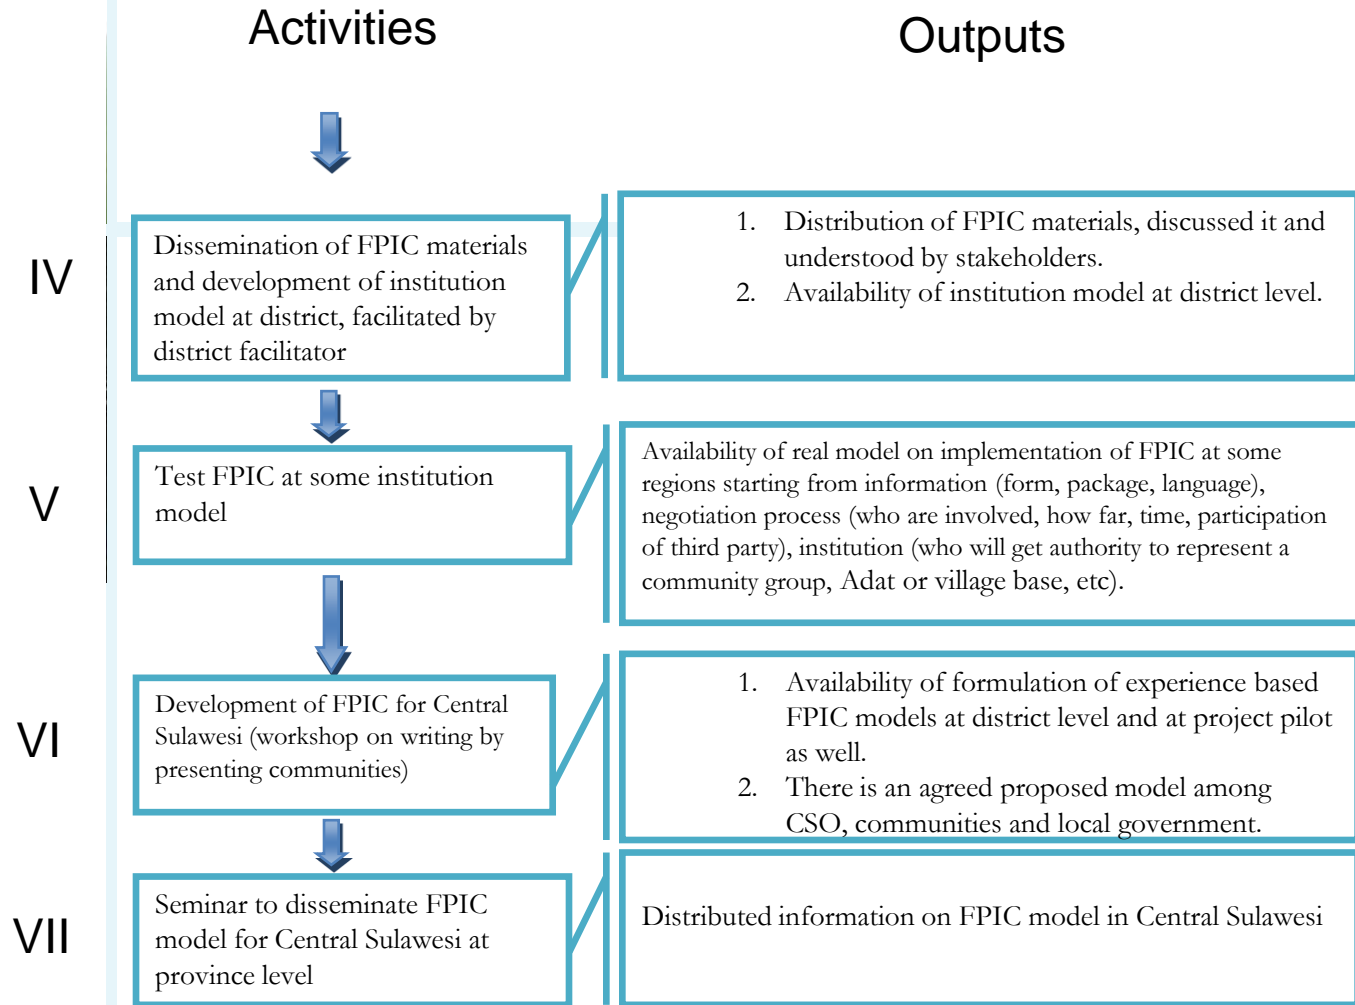 Activities
Outputs
IV
Dissemination of FPIC materials
and development of institution
model at district, facilitated by
district facilitator
1. Distribution of FPIC materials, discussed it and
understood by stakeholders.
2. Availability of institution model at district level.
V
Test FPIC at some institution
model
Availability of real model on implementation of FPIC at some
regions starting from information (form, package, language),
negotiation process (who are involved, how far, time, participation
of third party), institution (who will get authority to represent a
community group, Adat or village base, etc).
VI
Development of FPIC for Central
Sulawesi (workshop on writing by
presenting communities)
1. Availability of formulation of experience based
FPIC models at district level and at project pilot
as well.
2. There is an agreed proposed model among
CSO, communities and local government.
VII
Seminar to disseminate FPIC
model for Central Sulawesi at
province level
Distributed information on FPIC model in Central Sulawesi